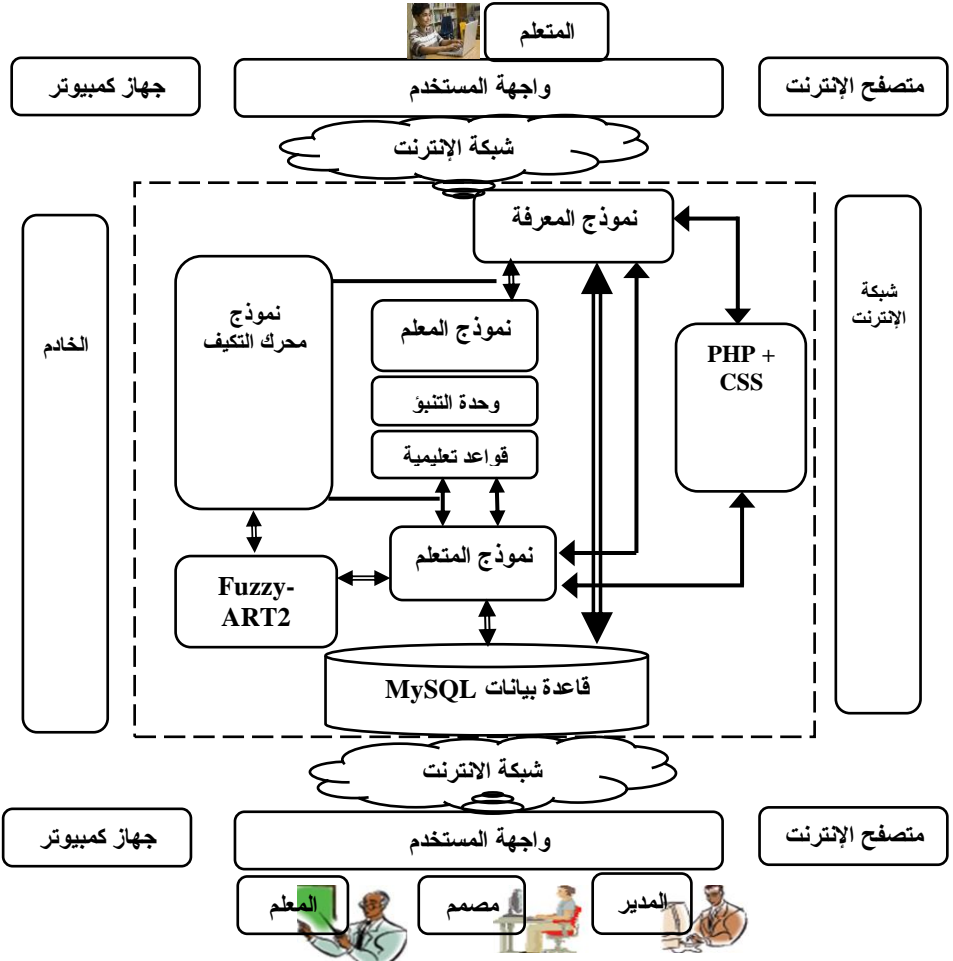 المتعلم
متصفح الإنترنت
واجهة المستخدم
جهاز كمبيوتر
شبكة الإنترنت
نموذج المعرفة
شبكة
الإنترنت
نموذج
محرك التكيف
نموذج المعلم
PHP +
CSS
الخادم
وحدة التنبؤ
قواعد تعليمية
نموذج المتعلم
Fuzzy-
ART2
قاعدة بيانات MySQL
شبكة الانترنت
متصفح الإنترنت
واجهة المستخدم
جهاز كمبيوتر
المدير
مصمم
المعلم